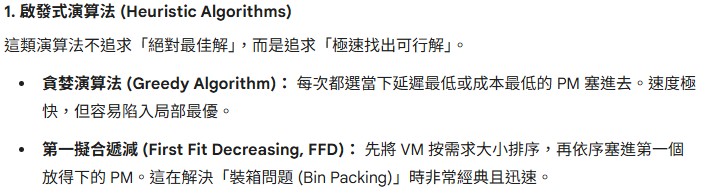 1. 啟發式演算法 (Heuristic Algorithms)
這類演算法不追求「絕對最佳解」，而是追求「極速找出可行解」。
• 貪婪演算法 (Greedy Algorithm)： 每次都選當下延遲最低或成本最低的 PM 塞進去。速度極
快，但容易陷入局部最優。
• 第一擬合遞減 (First Fit Decreasing, FFD)： 先將 VM 按需求大小排序，再依序塞進第一個
放得下的 PM。這在解決「裝箱問題 (Bin Packing)」時非常經典且迅速。